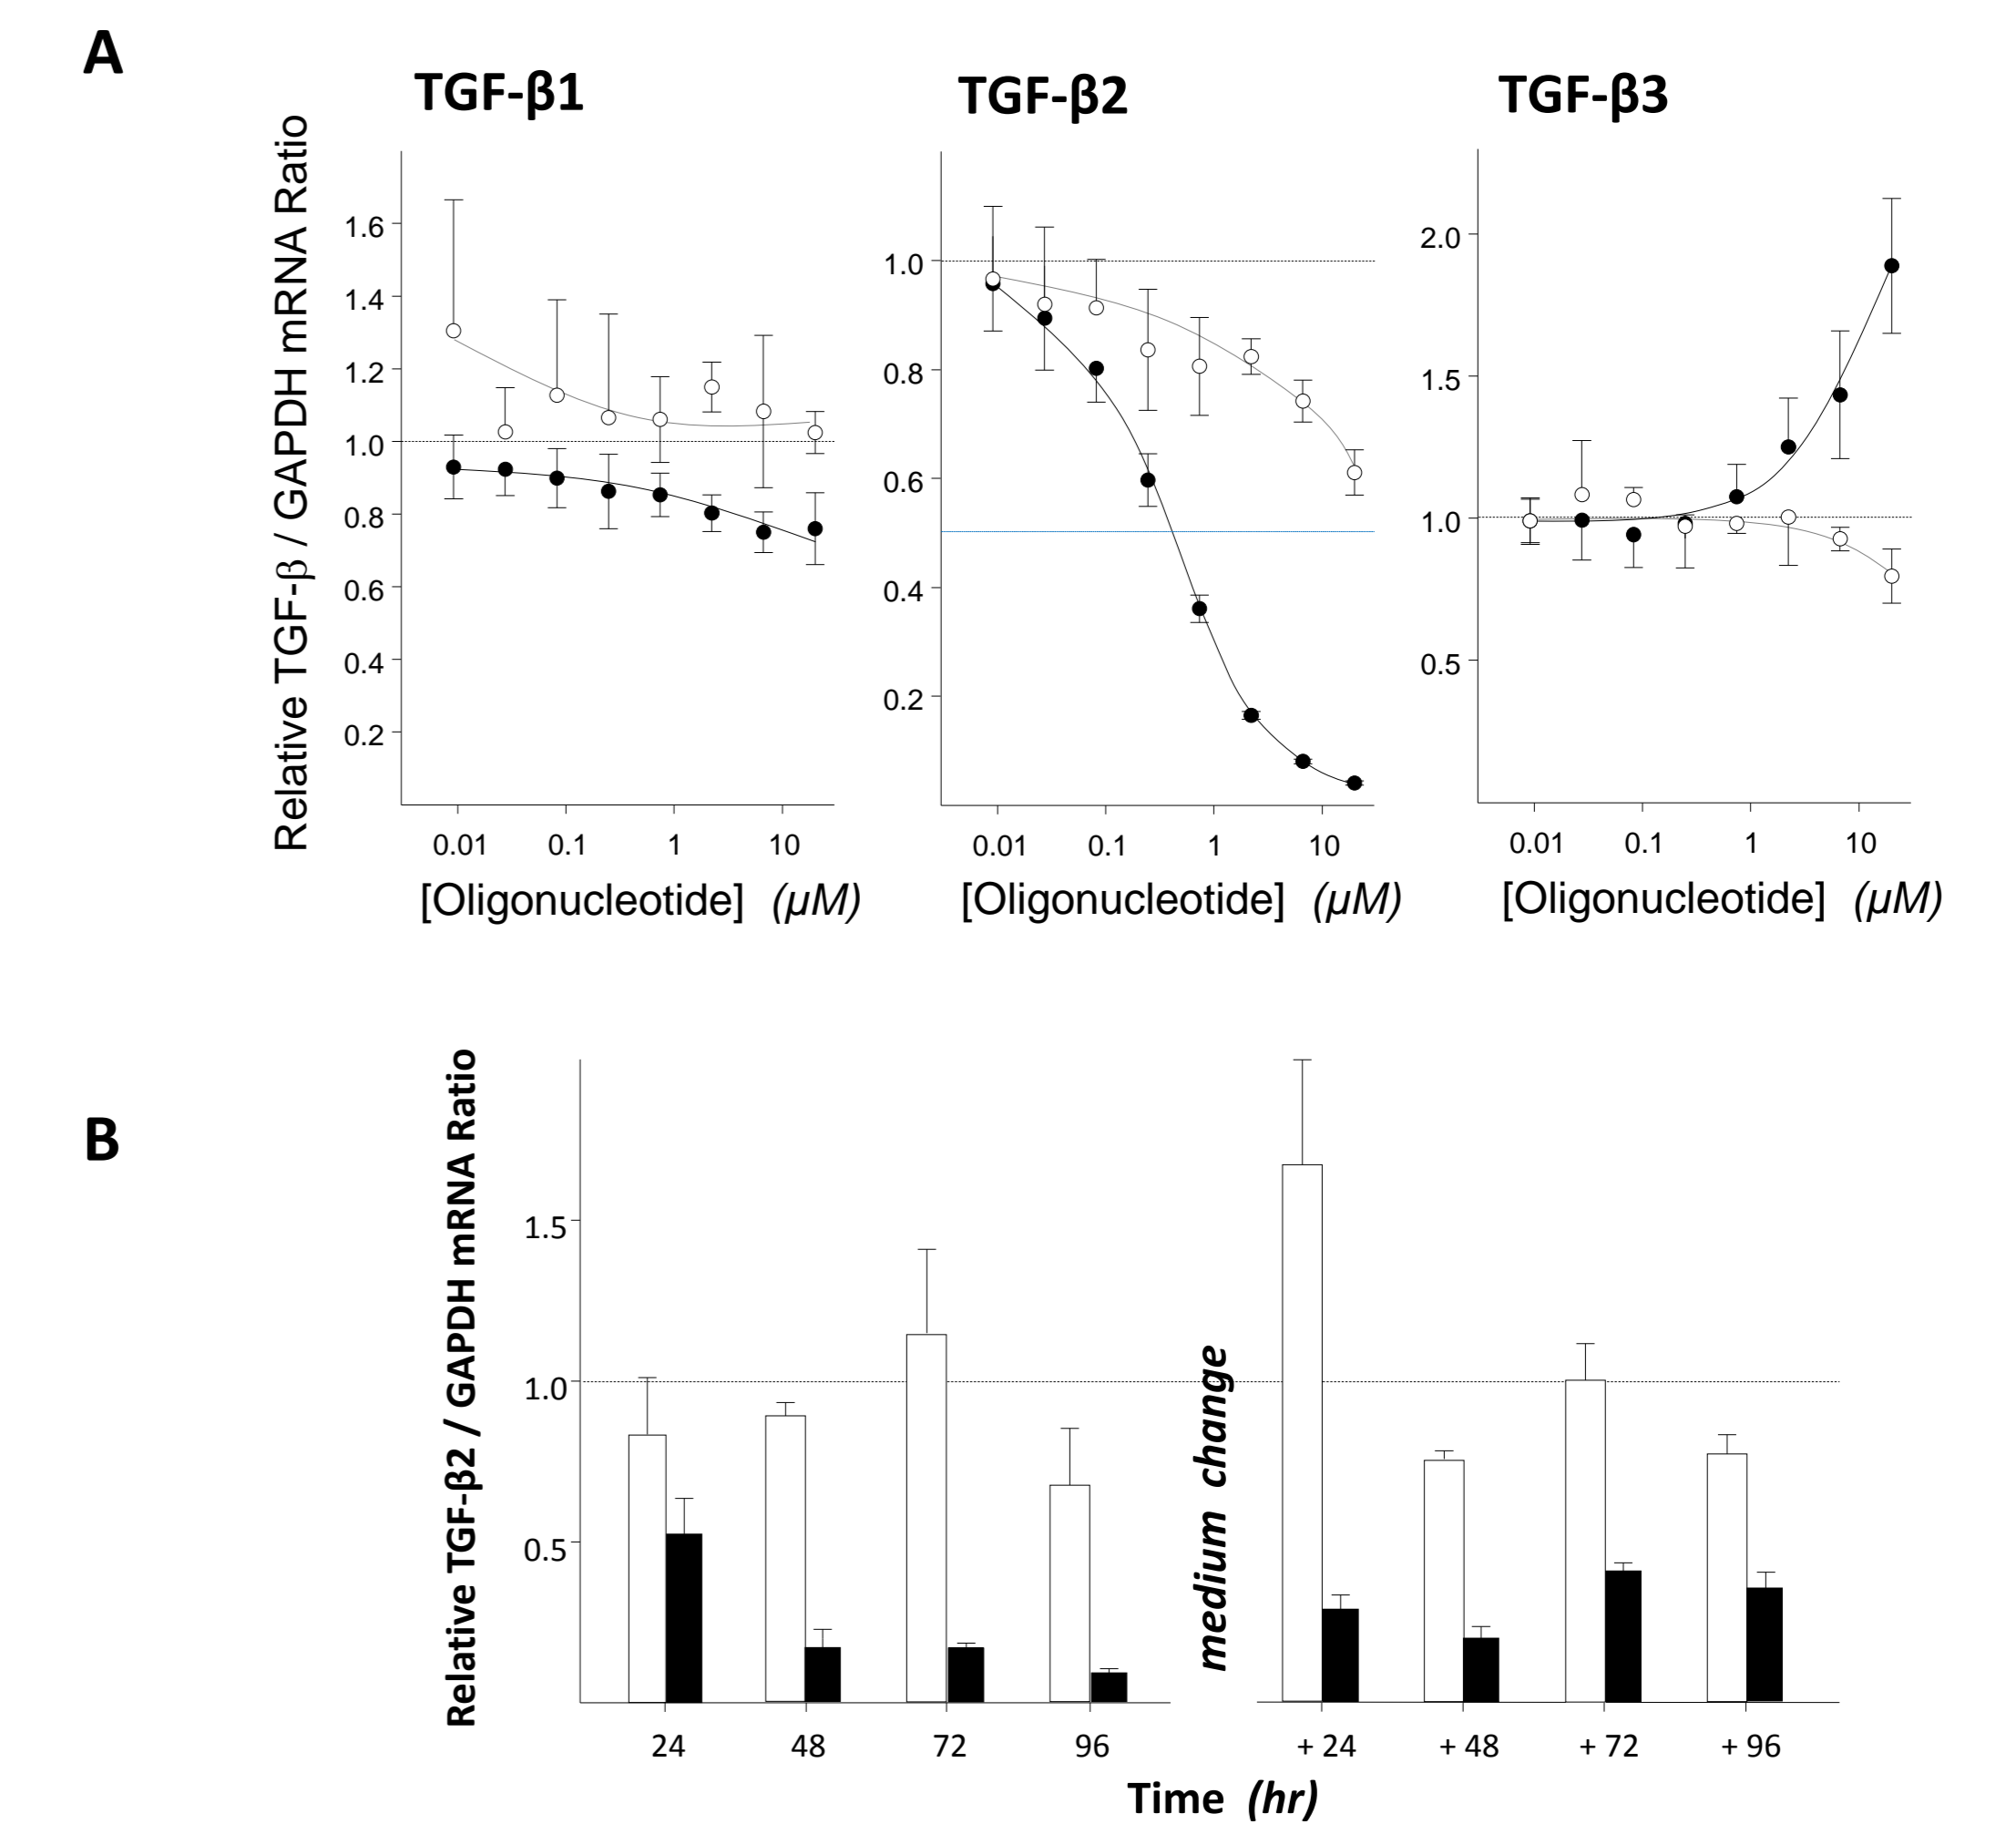 A
TGF-β1
TGF-β2
TGF-β3
Relative TGF-β / GAPDH mRNA Ratio
1.6
1.4
1.2
1.0
0.8
0.6
0.4
0.2
0.01 0.1 1 10
[Oligonucleotide] (µM)
1.0
0.8
0.6
0.4
0.2
0.01 0.1 1 10
[Oligonucleotide] (µM)
2.0
1.5
1.0
0.5
0.01 0.1 1 10
[Oligonucleotide] (µM)
B
Relative TGF-β2 / GAPDH mRNA Ratio
1.5
1.0
0.5
medium change
24 48 72 96 + 24 + 48 + 72 + 96
Time (hr)